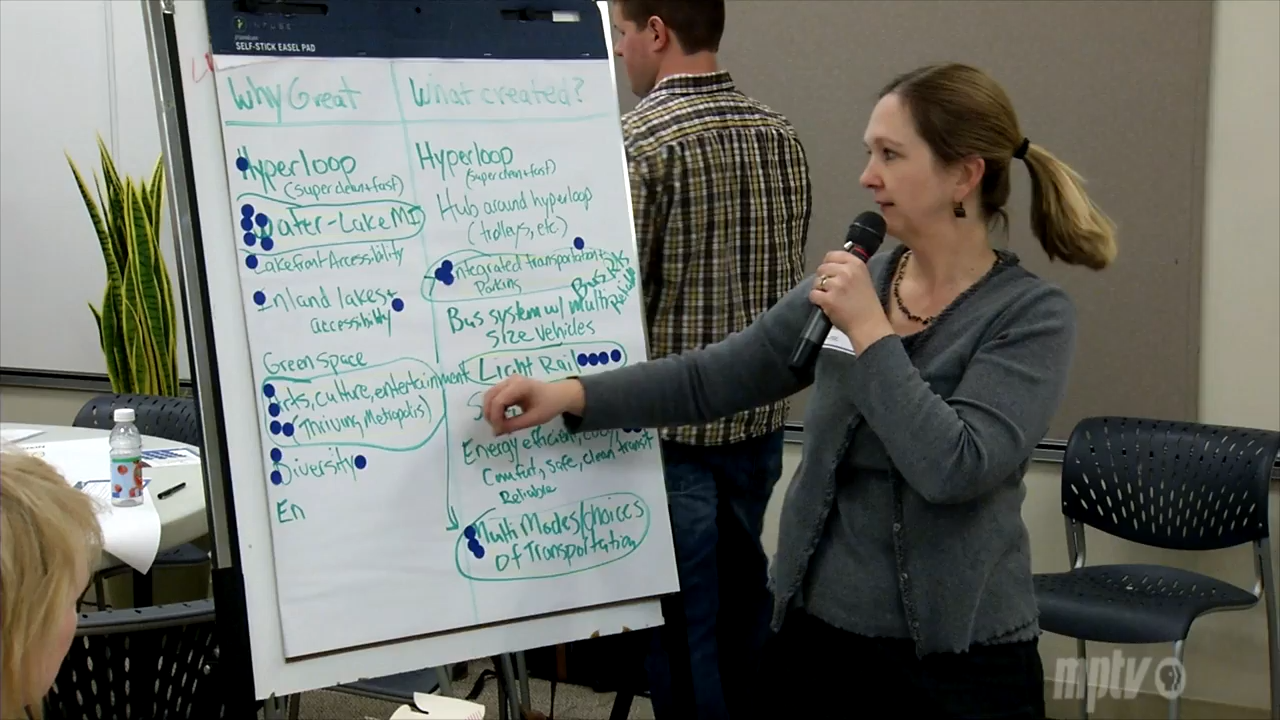 SELF-STICK EASEL PAD
Why Great
What created?
Hyperloop
(super clean + fast)
Water-Lake MI
Lakefront Accessiblity
Inland lakes +
accessibility
Green space
Arts, culture, entertainment
(Thriving Metropolis)
Diversity
En
Hyperloop
(super clean + fast)
Hub around hyperloop
(trolleys, etc.)
Integrated transportation +
Parking
Bus system w/ multi
size vehicles
Light Rail
Energy efficient,
Comfort, safe, clean transit
Reliable
Multi Modes/choices
of Transportation
mptv